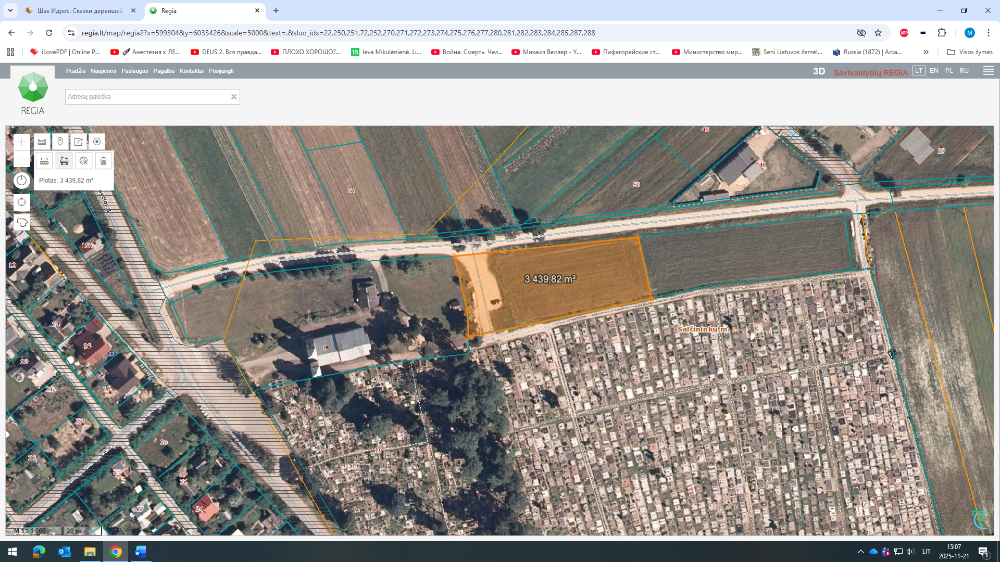 Шах Идрис. Сказки дервишей
Regia
regia.lt/map/regia2?x=599304&y=6033426&scale=5000&text=.&sluo_ids=22,250,251,72,252,270,271,272,273,274,275,276,277,280,281,282,283,284,285,287,288
ABP
M
iLovePDF | Online P...
Анестезия к ЛЕ...
DEUS 2. Вся правда...
ПЛОХО ХОРОШО?...
15
Ieva Mikulėnienė. Li...
Война. Смерть. Чел...
Михаил Веллер - Y...
Пифагорейские ст...
Министерство мир...
Seni Lietuvos žemėl...
Russia (1872) | Arca...
Visos žymės
Pradžia Naujienos Paslaugos Pagalba Kontaktai Prisijungti
3D
Savivaldybių REGIA
LT EN PL RU
Adresų paieška
REGIA
Plotas: 3 439,82 m²
46
27
48
50
6A
15A
12
3 439,82 m²
14
Šalčininkų m.
16
8
19
21
18
23
20
10
26
25
22
27
24
M 1 : 1 000
20 m
LIT
15:07
2025-11-21
1